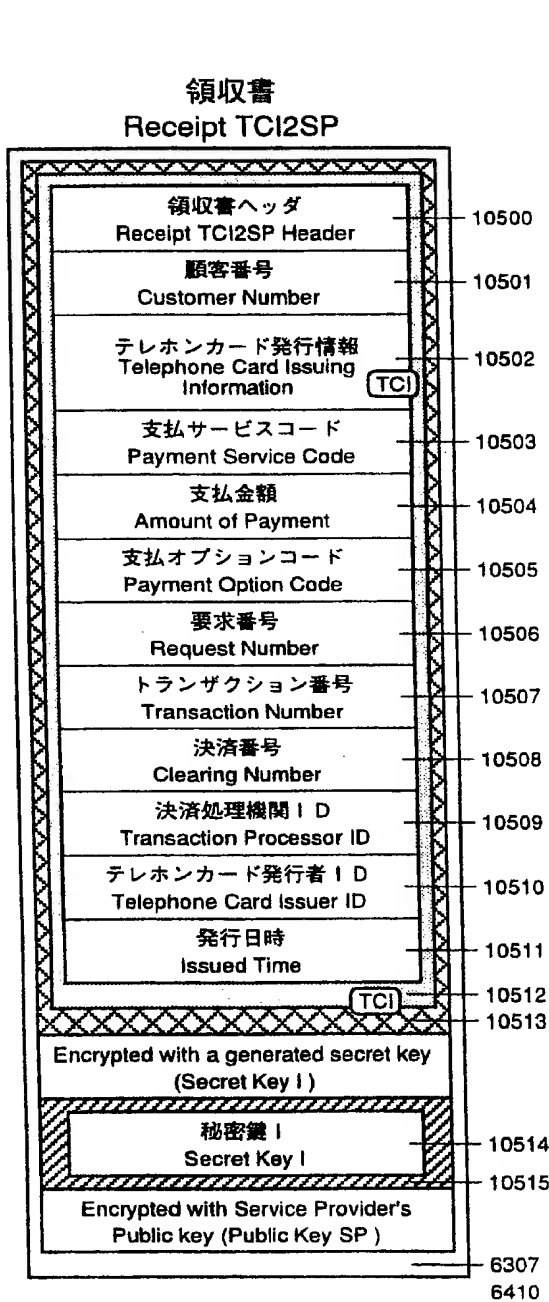 領収書
Receipt TCI2SP
領収書ヘッダ
Receipt TCI2SP Header
10500
顧客番号
Customer Number
10501
テレホンカード発行情報
Telephone Card Issuing
Information
TCI
10502
支払サービスコード
Payment Service Code
10503
支払金額
Amount of Payment
10504
支払オプションコード
Payment Option Code
10505
要求番号
Request Number
10506
トランザクション番号
Transaction Number
10507
決済番号
Clearing Number
10508
決済処理機関ID
Transaction Processor ID
10509
テレホンカード発行者ID
Telephone Card Issuer ID
10510
発行日時
Issued Time
10511
TCI
10512
10513
Encrypted with a generated secret key
(Secret Key I )
秘密鍵 I
Secret Key I
10514
10515
Encrypted with Service Provider's
Public key (Public Key SP )
6307
6410